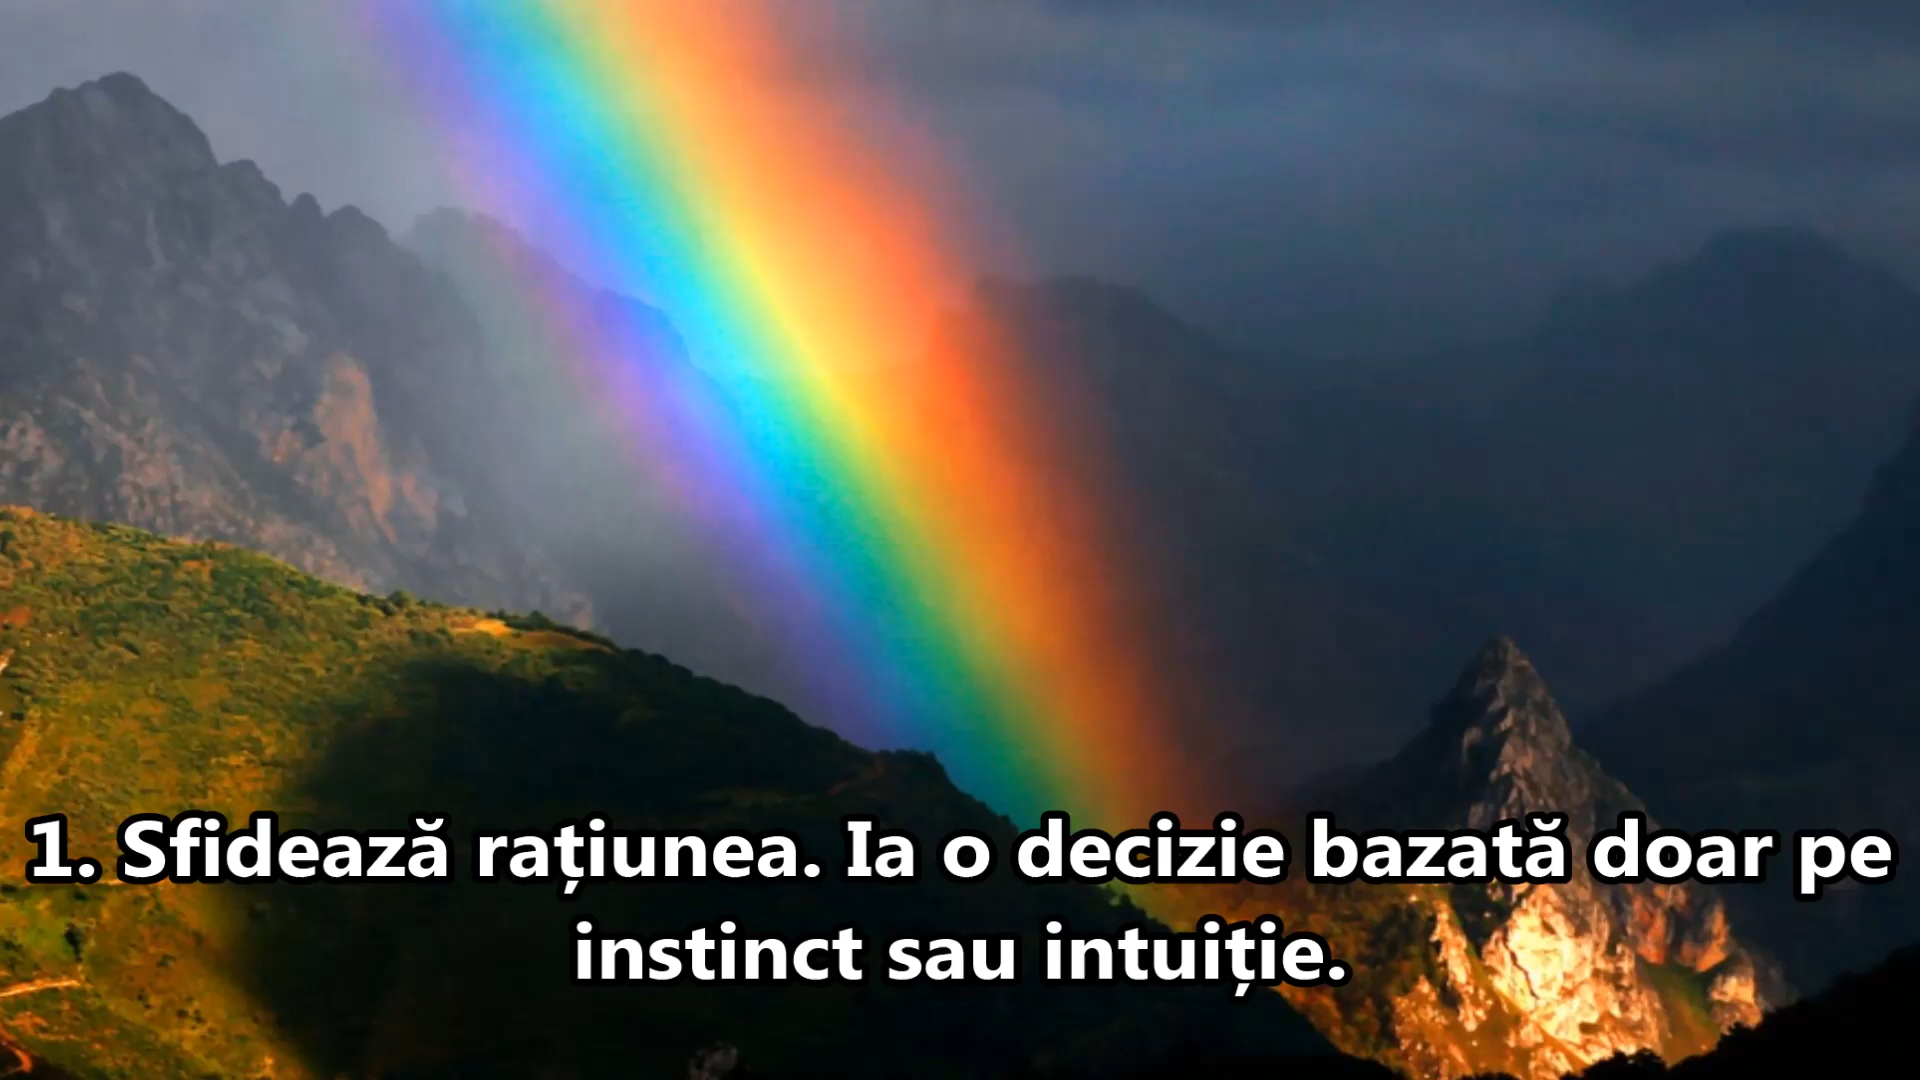 1. Sfidează rațiunea. Ia o decizie bazată doar pe
instinct sau intuiție.